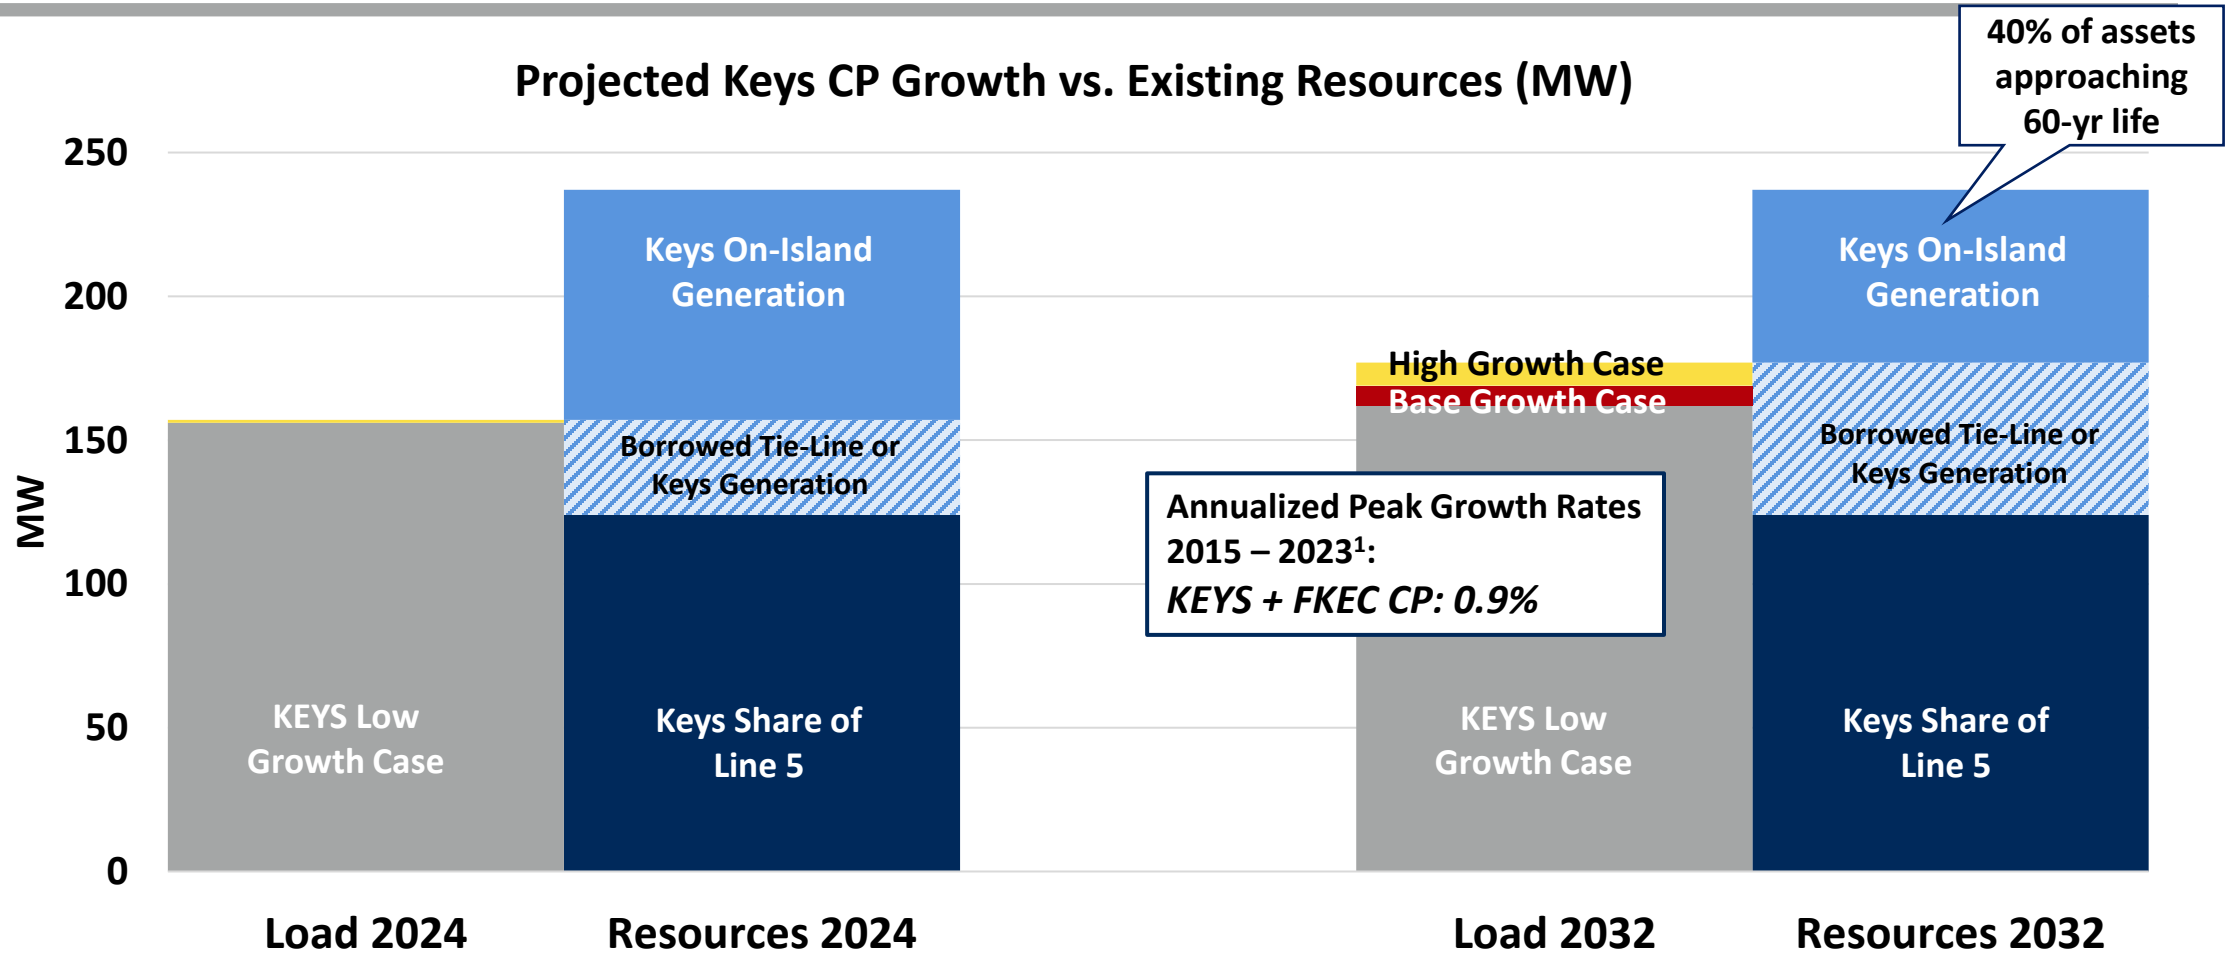 40% of assets
approaching
60-yr life
Projected Keys CP Growth vs. Existing Resources (MW)
250
200
150
100
50
0
MW
Keys On-Island
Generation
Borrowed Tie-Line or
Keys Generation
KEYS Low
Growth Case
Keys Share of
Line 5
High Growth Case
Base Growth Case
Annualized Peak Growth Rates
2015 – 2023¹:
KEYS + FKEC CP: 0.9%
KEYS Low
Growth Case
Keys On-Island
Generation
Borrowed Tie-Line or
Keys Generation
Keys Share of
Line 5
Load 2024
Resources 2024
Load 2032
Resources 2032